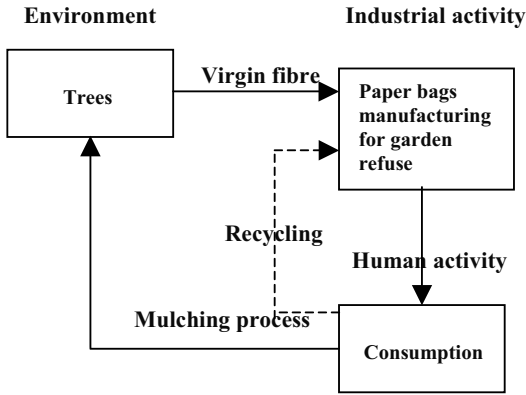 Environment
Industrial activity
Virgin fibre
Trees
Paper bags
manufacturing
for garden
refuse
Recycling
Human activity
Mulching process
Consumption